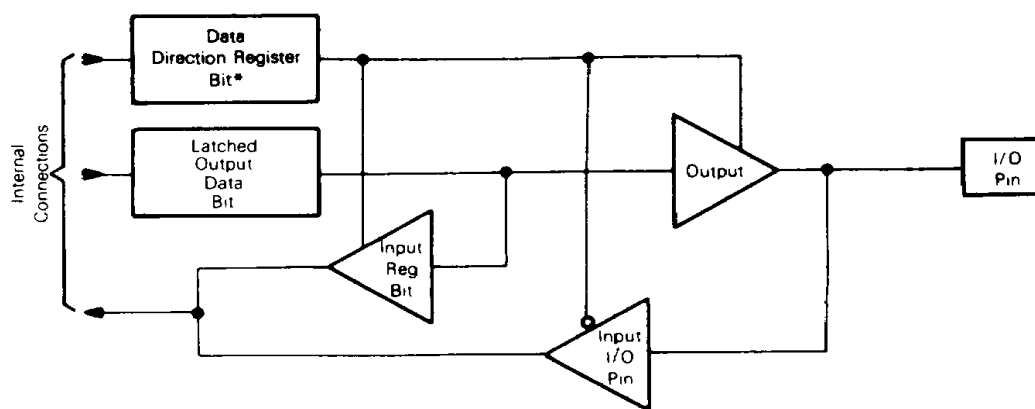 Data
Direction Register
Bit*
Latched
Output
Data
Bit
Internal
Connections
Output
I/O
Pin
Input
Reg
Bit
Input
I/O
Pin